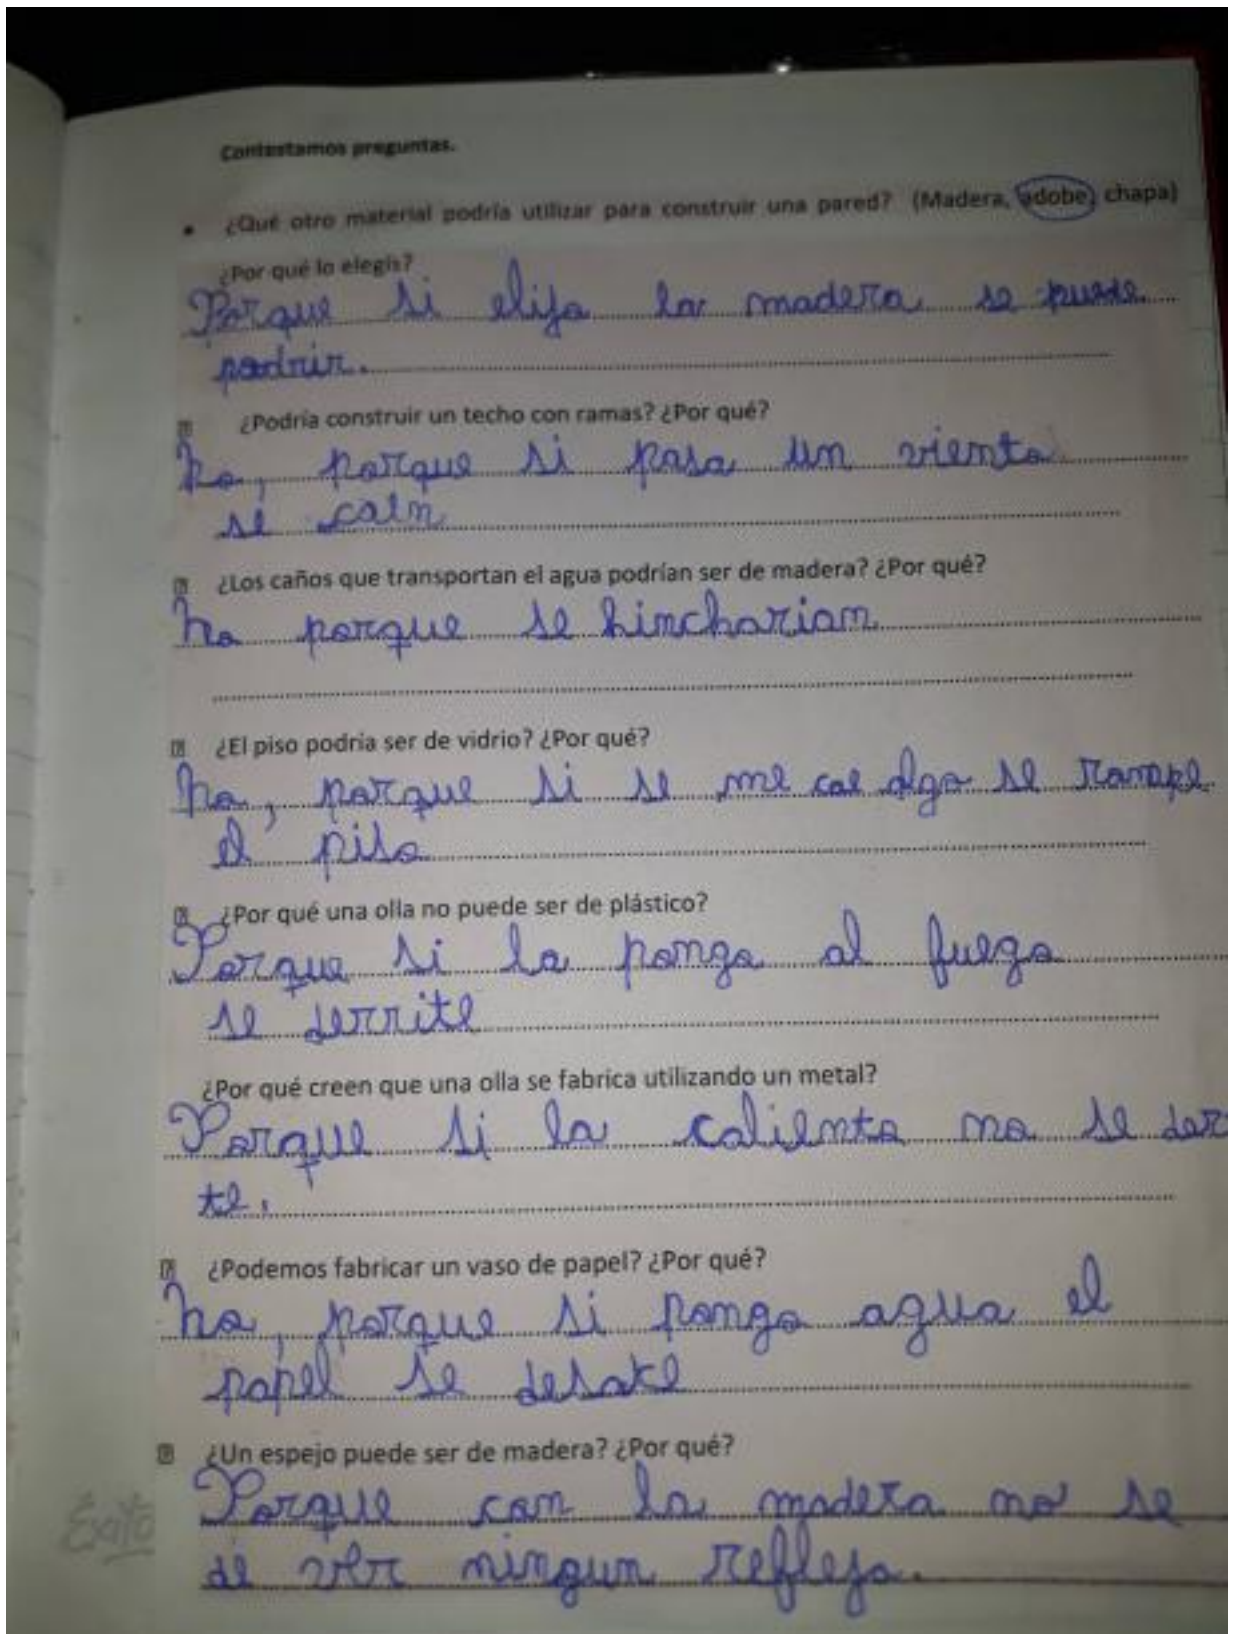 Contestamos preguntas.
• ¿Qué otro material podría utilizar para construir una pared? (Madera, adobe, chapa)
¿Por qué lo elegís?
Porque si elijo la madera se puede
podrir.
¿Podría construir un techo con ramas? ¿Por qué?
no, porque si pasa un viento
se caen
¿Los caños que transportan el agua podrían ser de madera? ¿Por qué?
no porque se hincharian
¿El piso podría ser de vidrio? ¿Por qué?
no, porque si se me cae algo se rompe
el piso
¿Por qué una olla no puede ser de plástico?
Porque si la pongo al fuego
se derrite
¿Por qué creen que una olla se fabrica utilizando un metal?
Porque si la caliento no se der
te.
¿Podemos fabricar un vaso de papel? ¿Por qué?
no, porque si pongo agua el
papel se desase
¿Un espejo puede ser de madera? ¿Por qué?
Porque con la madera no se
de ver ningun reflejo.
Éxito